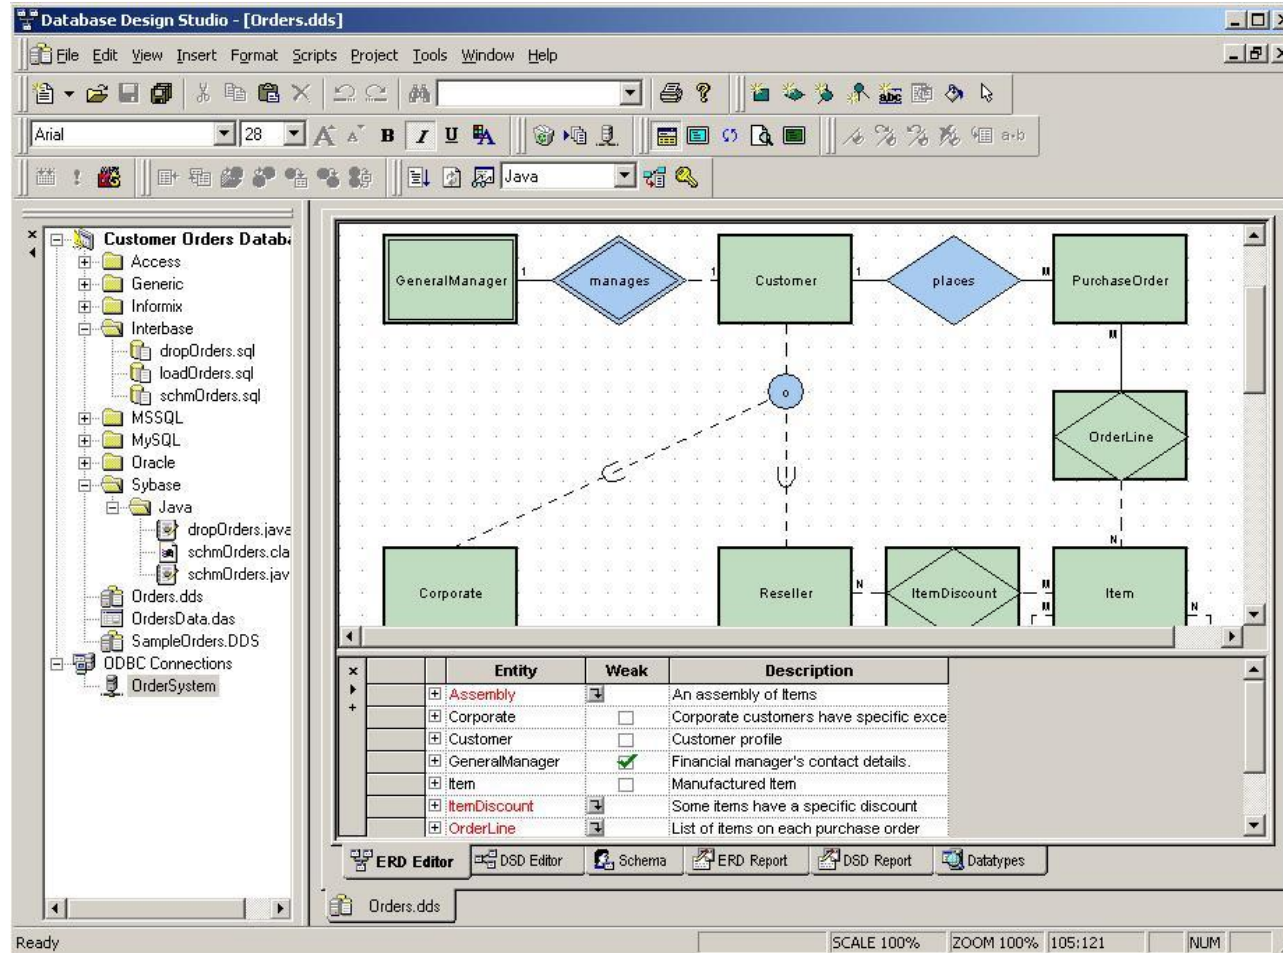 Database Design Studio - [Orders.dds]
File Edit View Insert Format Scripts Project Tools Window Help
abc
Arial 28 A A B I U A a+b
Java
Customer Orders Databa
Access
Generic
Informix
Interbase
dropOrders.sql
loadOrders.sql
schmOrders.sql
MSSQL
MySQL
Oracle
Sybase
Java
dropOrders.java
schmOrders.cla
schmOrders.jav
Orders.dds
OrdersData.das
SampleOrders.DDS
ODBC Connections
OrderSystem
GeneralManager 1 manages 1 Customer 1 places M PurchaseOrder
M
o
OrderLine
N
Corporate Reseller N ItemDiscount M Item N
M
Entity Weak Description
Assembly An assembly of Items
Corporate Corporate customers have specific exce
Customer Customer profile
GeneralManager Financial manager's contact details.
Item Manufactured Item
ItemDiscount Some items have a specific discount
OrderLine List of items on each purchase order
ERD Editor DSD Editor Schema ERD Report DSD Report Datatypes
Orders.dds
Ready SCALE 100% ZOOM 100% 105:121 NUM